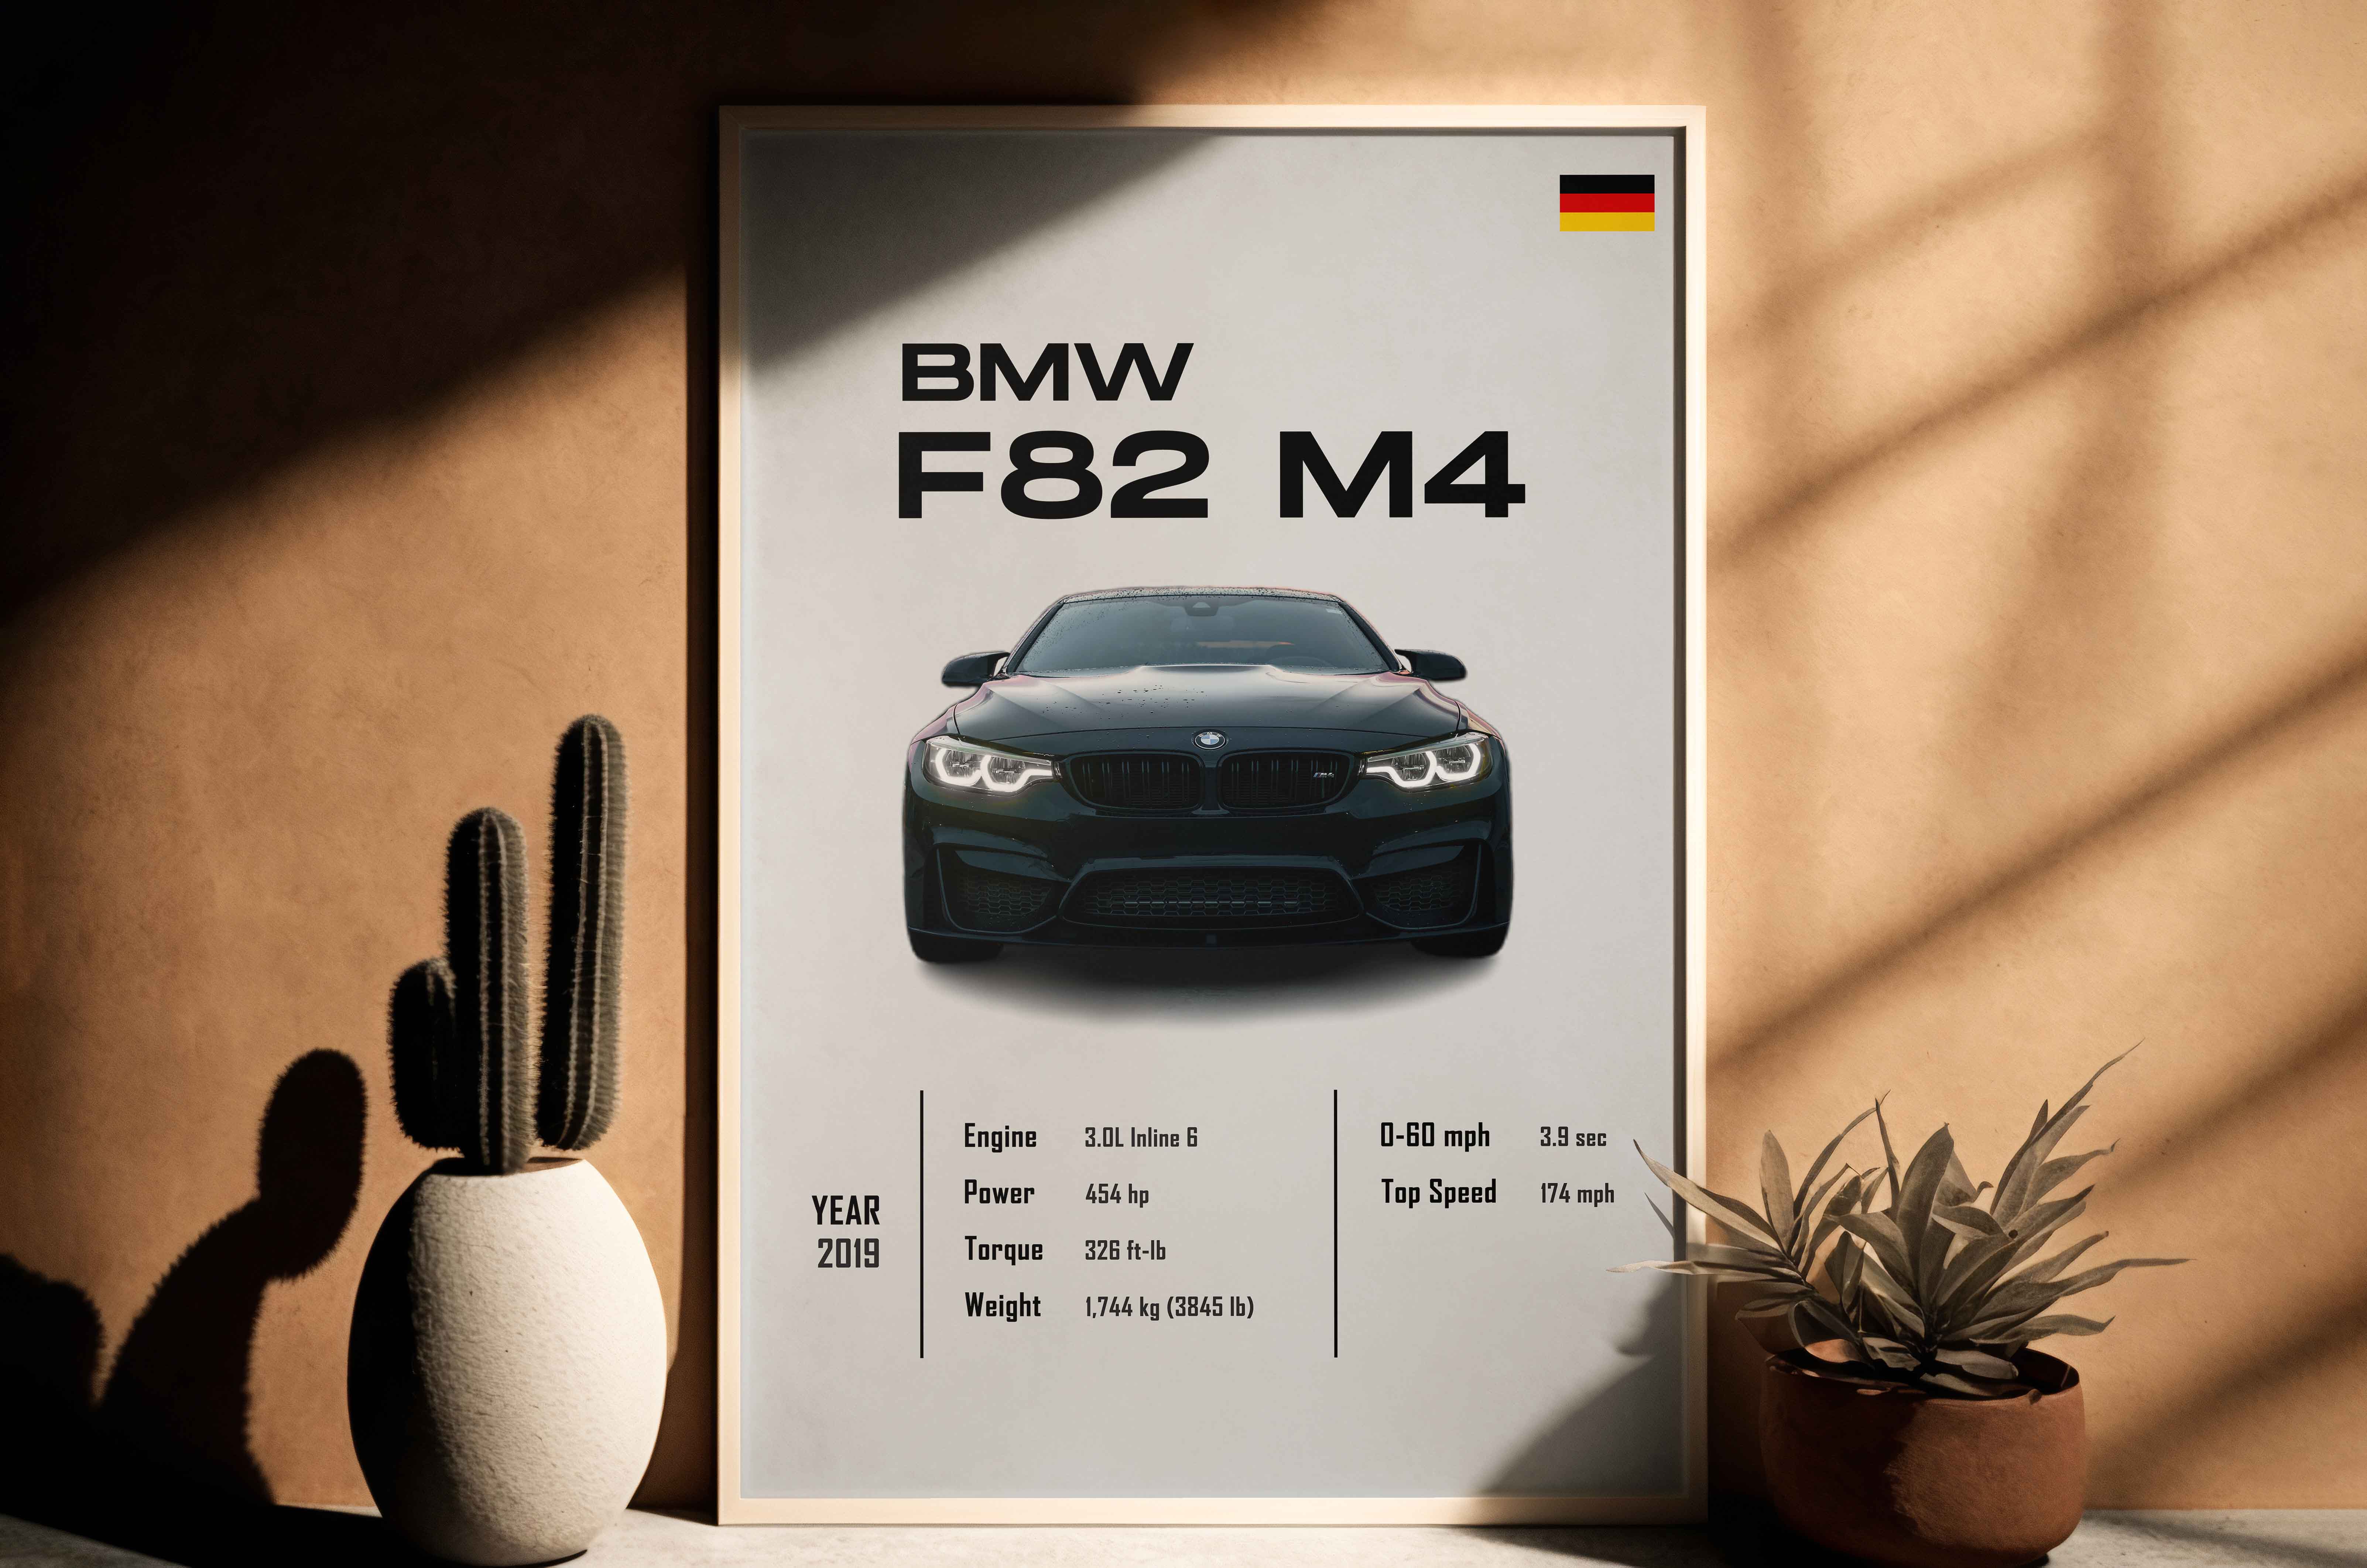 BMW
F82 M4
YEAR
2019
Engine 3.0L Inline 6
Power 454 hp
Torque 326 ft-lb
Weight 1,744 kg (3845 lb)
0-60 mph 3.9 sec
Top Speed 174 mph